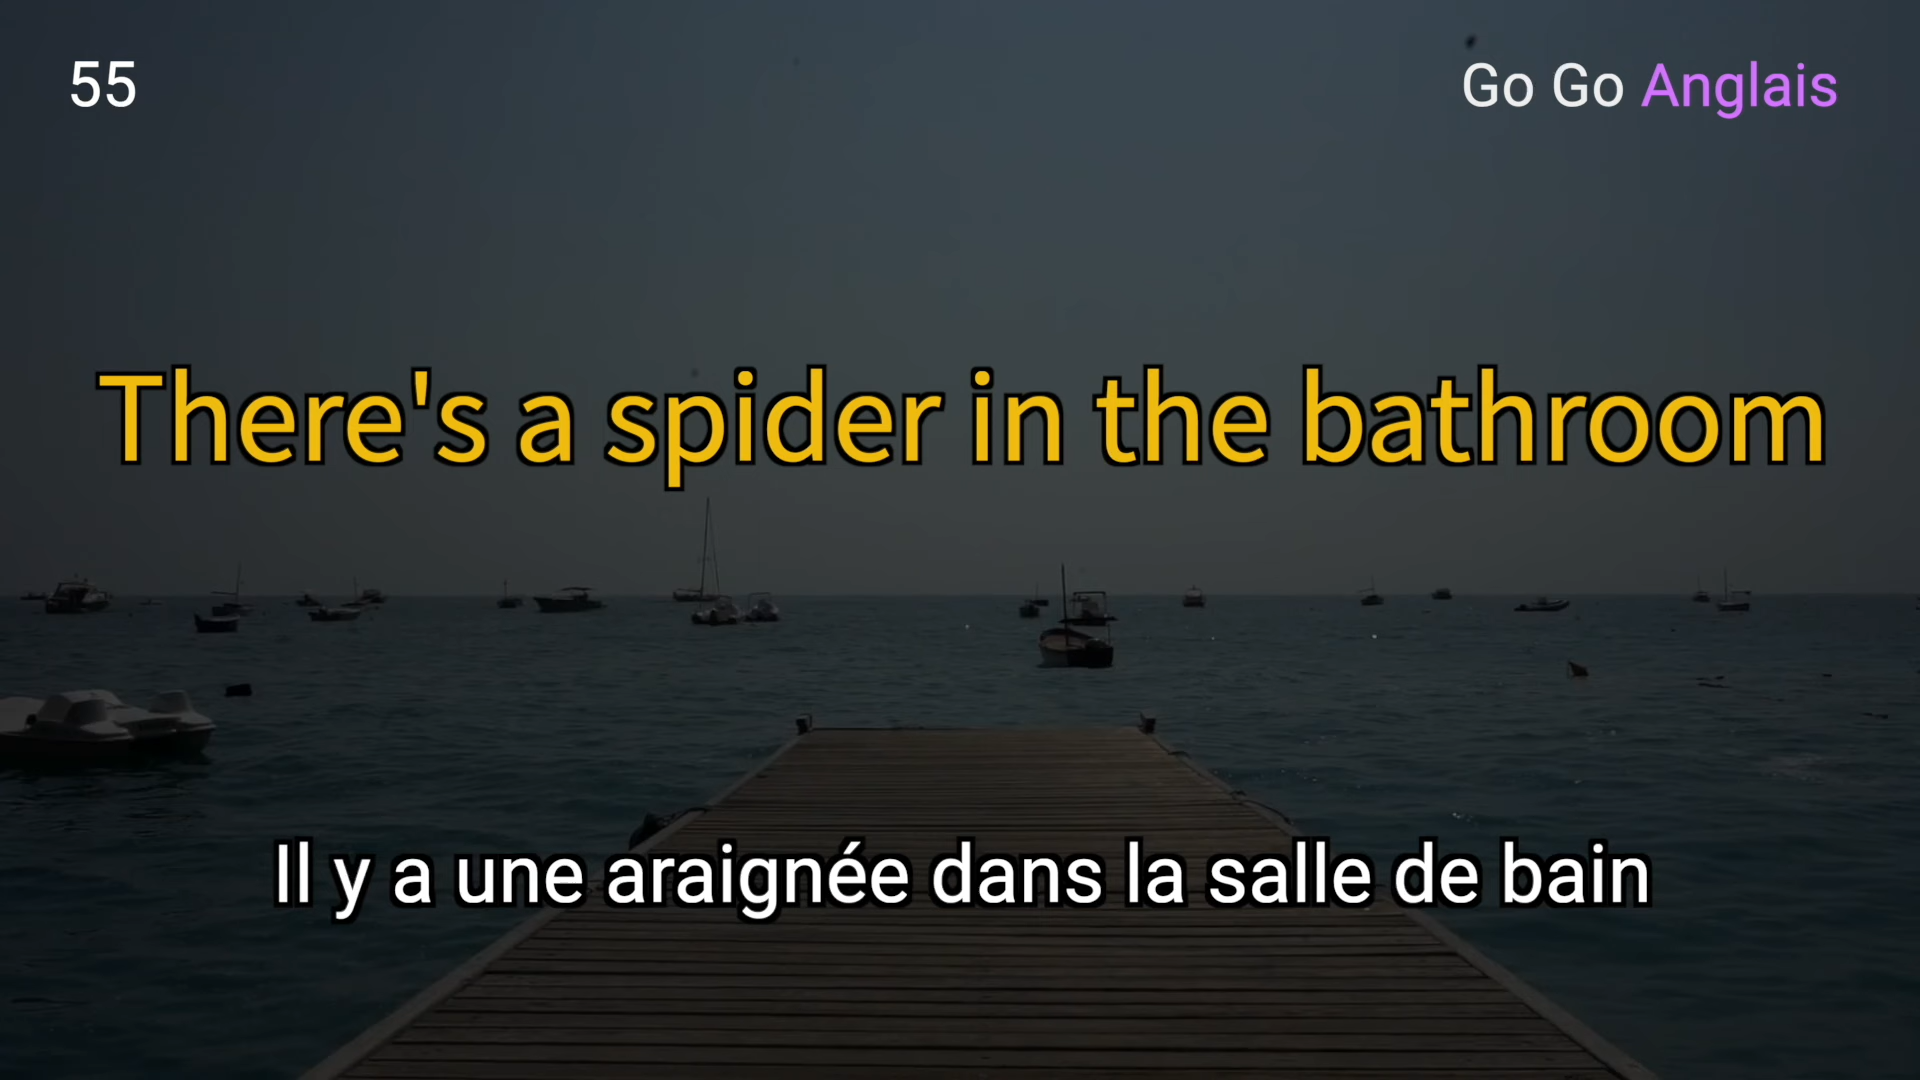 55
Go Go Anglais
There's a spider in the bathroom
Il y a une araignée dans la salle de bain